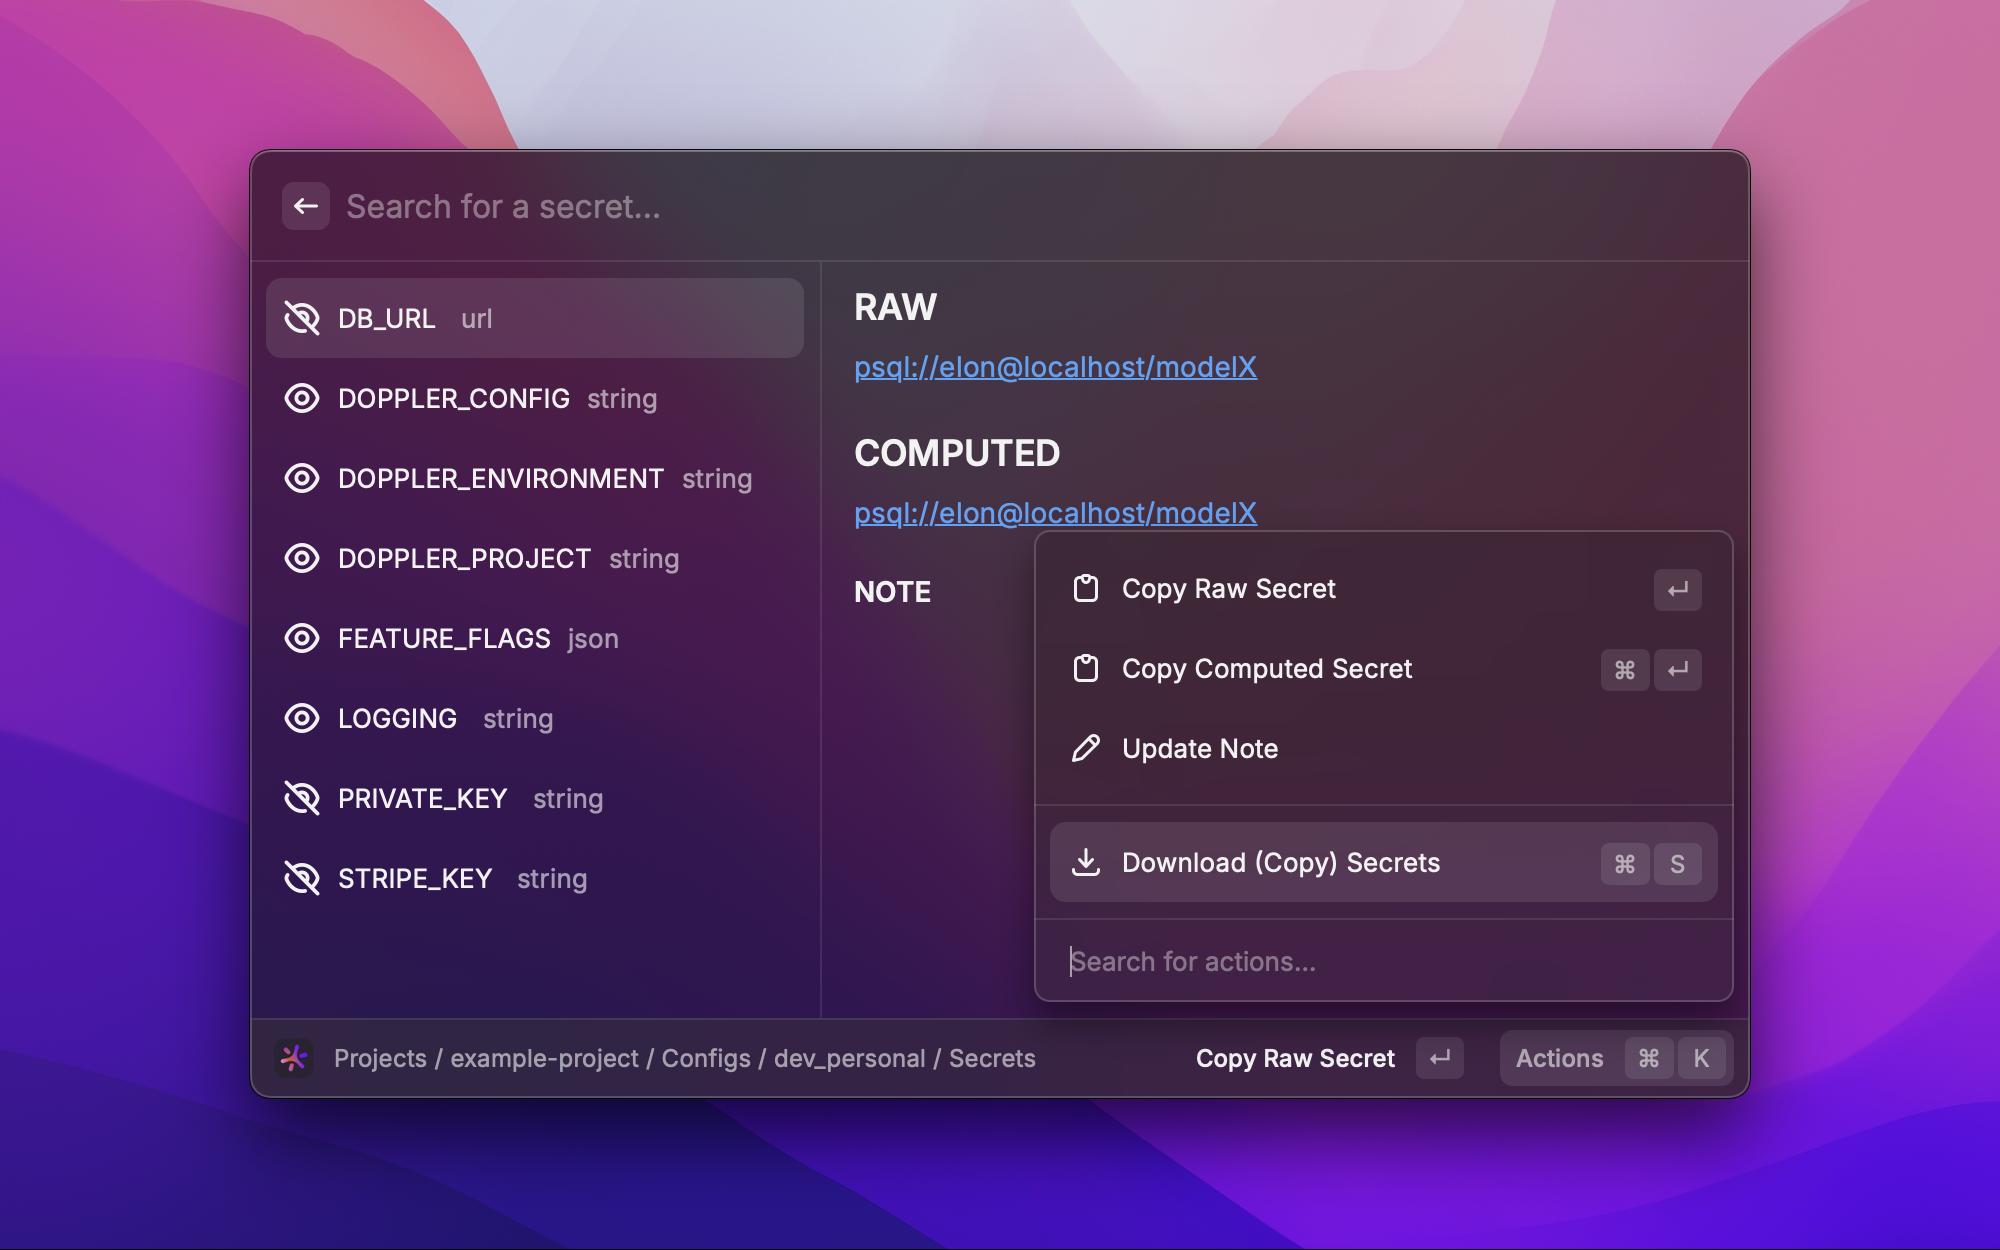 Search for a secret...
DB_URL url
DOPPLER_CONFIG string
DOPPLER_ENVIRONMENT string
DOPPLER_PROJECT string
FEATURE_FLAGS json
LOGGING string
PRIVATE_KEY string
STRIPE_KEY string
RAW
psql://elon@localhost/modelX
COMPUTED
psql://elon@localhost/modelX
NOTE
Copy Raw Secret ↵
Copy Computed Secret ⌘ ↵
Update Note
Download (Copy) Secrets ⌘ S
Search for actions...
Projects / example-project / Configs / dev_personal / Secrets
Copy Raw Secret ↵
Actions ⌘ K